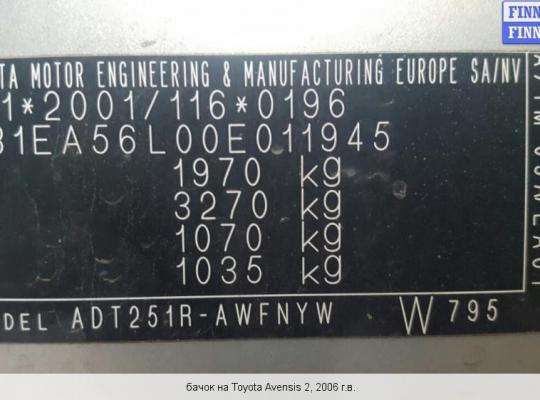 FINN
FINN
TA MOTOR ENGINEERING & MANUFACTURING EUROPE SA/NV
1*2001/116*0196
31EA56L00E011945
1970 kg
3270 kg
1070 kg
1035 kg
DEL ADT251R-AWFNYW W 795
бачок на Toyota Avensis 2, 2006 г.в.